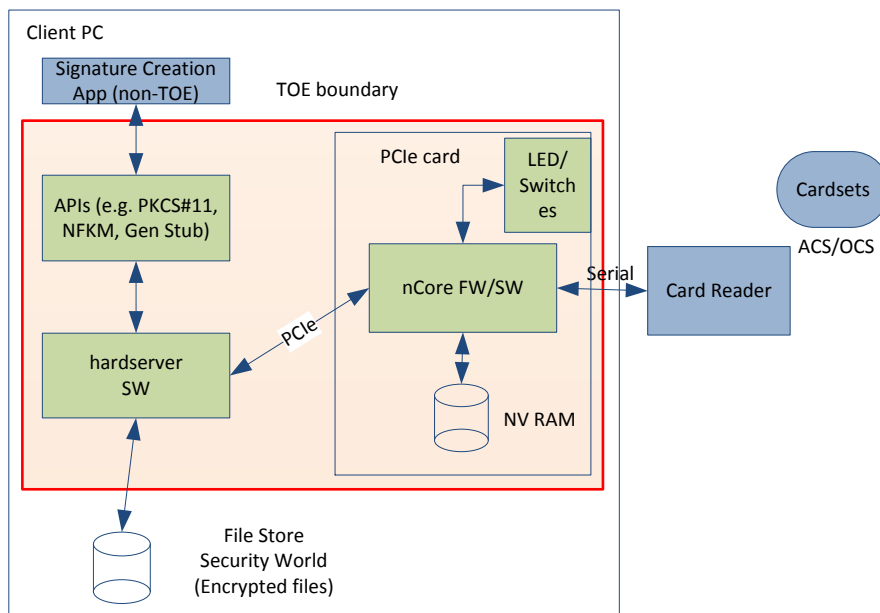 Client PC
Signature Creation
App (non-TOE)
TOE boundary
PCIe card
LED/
Switch
es
APIs (e.g. PKCS#11,
NFKM, Gen Stub)
Cardsets
ACS/OCS
nCore FW/SW
Serial
Card Reader
PCIe
hardserver
SW
NV RAM
File Store
Security World
(Encrypted files)